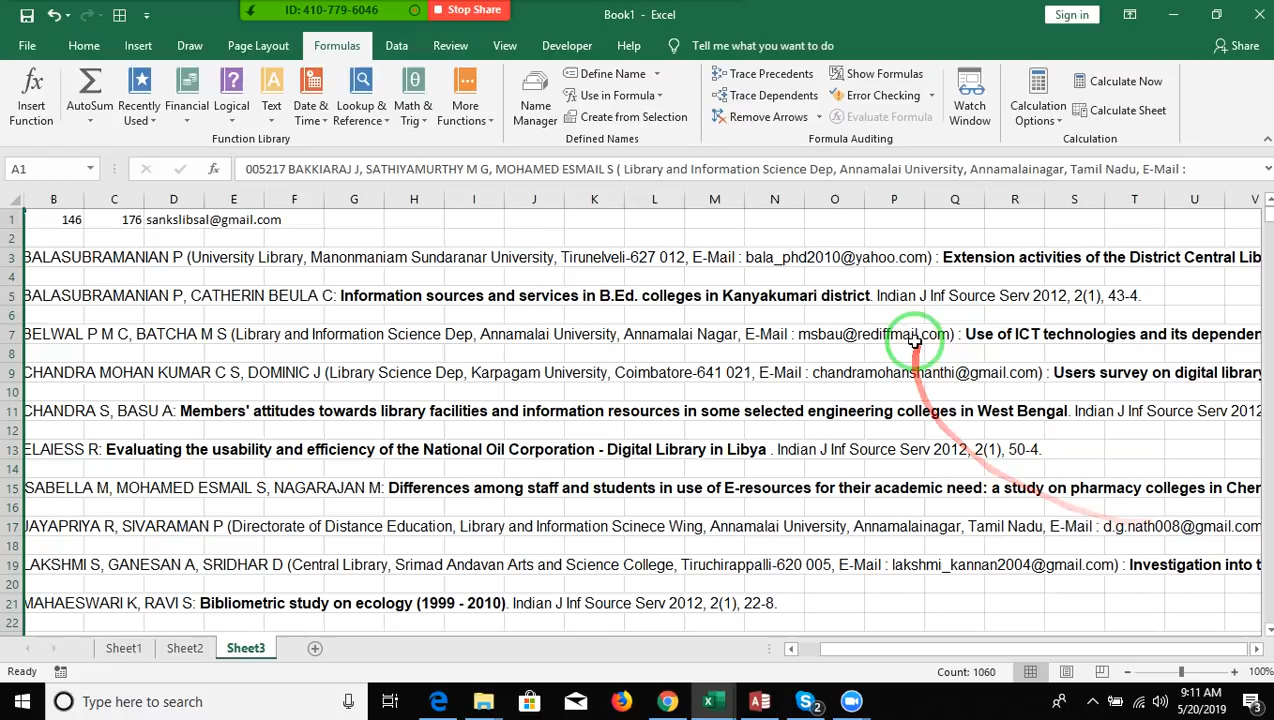 ID: 410-779-6046
Stop Share
Book1 - Excel
Sign in
File
Home
Insert
Draw
Page Layout
Formulas
Data
Review
View
Developer
Help
Tell me what you want to do
Share
Insert Function
AutoSum
Recently Used
Financial
Logical
Text
Date & Time
Lookup & Reference
Math & Trig
More Functions
Function Library
Name Manager
Define Name
Use in Formula
Create from Selection
Defined Names
Trace Precedents
Trace Dependents
Remove Arrows
Show Formulas
Error Checking
Evaluate Formula
Formula Auditing
Watch Window
Calculation Options
Calculate Now
Calculate Sheet
Calculation
A1
fx
005217 BAKKIARAJ J, SATHIYAMURTHY M G, MOHAMED ESMAIL S ( Library and Information Science Dep, Annamalai University, Annamalainagar, Tamil Nadu, E-Mail :
B C D E F G H I J K L M N O P Q R S T U V
1 146 176 sankslibsal@gmail.com
2
3 BALASUBRAMANIAN P (University Library, Manonmaniam Sundaranar University, Tirunelveli-627 012, E-Mail : bala_phd2010@yahoo.com) : Extension activities of the District Central Lib
4
5 BALASUBRAMANIAN P, CATHERIN BEULA C: Information sources and services in B.Ed. colleges in Kanyakumari district. Indian J Inf Source Serv 2012, 2(1), 43-4.
6
7 BELWAL P M C, BATCHA M S (Library and Information Science Dep, Annamalai University, Annamalai Nagar, E-Mail : msbau@rediffmail.com) : Use of ICT technologies and its dependen
8
9 CHANDRA MOHAN KUMAR C S, DOMINIC J (Library Science Dep, Karpagam University, Coimbatore-641 021, E-Mail : chandramohanshanthi@gmail.com) : Users survey on digital library
10
11 CHANDRA S, BASU A: Members' attitudes towards library facilities and information resources in some selected engineering colleges in West Bengal. Indian J Inf Source Serv 2012
12
13 ELAIESS R: Evaluating the usability and efficiency of the National Oil Corporation - Digital Library in Libya . Indian J Inf Source Serv 2012, 2(1), 50-4.
14
15 ISABELLA M, MOHAMED ESMAIL S, NAGARAJAN M: Differences among staff and students in use of E-resources for their academic need: a study on pharmacy colleges in Cher
16
17 JAYAPRIYA R, SIVARAMAN P (Directorate of Distance Education, Library and Information Scinece Wing, Annamalai University, Annamalainagar, Tamil Nadu, E-Mail : d.g.nath008@gmail.com
18
19 LAKSHMI S, GANESAN A, SRIDHAR D (Central Library, Srimad Andavan Arts and Science College, Tiruchirappalli-620 005, E-Mail : lakshmi_kannan2004@gmail.com) : Investigation into t
20
21 MAHAESWARI K, RAVI S: Bibliometric study on ecology (1999 - 2010). Indian J Inf Source Serv 2012, 2(1), 22-8.
22
Sheet1
Sheet2
Sheet3
Ready
Count: 1060
100%
Type here to search
2
9:11 AM
5/20/2019
3